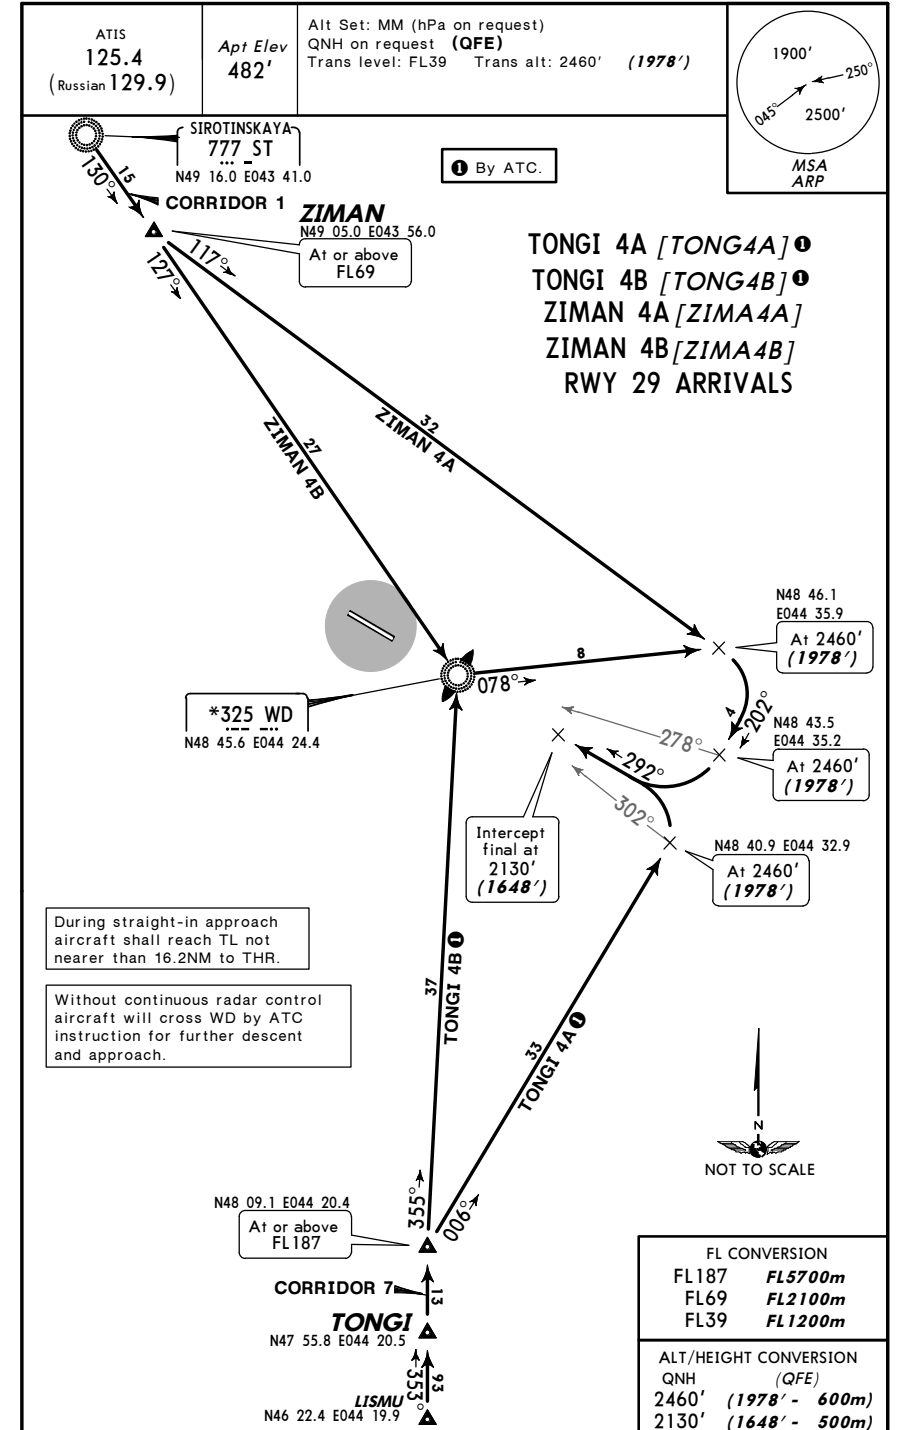 ATIS
125.4
(Russian 129.9)
Apt Elev
482'
Alt Set: MM (hPa on request)
QNH on request (QFE)
Trans level: FL39 Trans alt: 2460' (1978')
1900'
250°
045°
2500'
MSA
ARP
SIROTINSKAYA
777 ST
N49 16.0 E043 41.0
❶ By ATC.
130°
15
CORRIDOR 1
ZIMAN
N49 05.0 E043 56.0
At or above
FL69
117°
127°
TONGI 4A [TONG4A] ❶
TONGI 4B [TONG4B] ❶
ZIMAN 4A [ZIMA4A]
ZIMAN 4B [ZIMA4B]
RWY 29 ARRIVALS
32
ZIMAN 4A
27
ZIMAN 4B
N48 46.1
E044 35.9
At 2460'
(1978')
8
078°
*325 WD
N48 45.6 E044 24.4
4
202°
N48 43.5
E044 35.2
At 2460'
(1978')
278°
292°
302°
Intercept
final at
2130'
(1648')
N48 40.9 E044 32.9
At 2460'
(1978')
During straight-in approach
aircraft shall reach TL not
nearer than 16.2NM to THR.
Without continuous radar control
aircraft will cross WD by ATC
instruction for further descent
and approach.
37
TONGI 4B ❶
33
TONGI 4A ❶
N
NOT TO SCALE
355°
006°
N48 09.1 E044 20.4
At or above
FL187
CORRIDOR 7
13
TONGI
N47 55.8 E044 20.5
353°
93
LISMU
N46 22.4 E044 19.9
FL CONVERSION
FL187 FL5700m
FL69 FL2100m
FL39 FL1200m
ALT/HEIGHT CONVERSION
QNH (QFE)
2460' (1978' - 600m)
2130' (1648' - 500m)